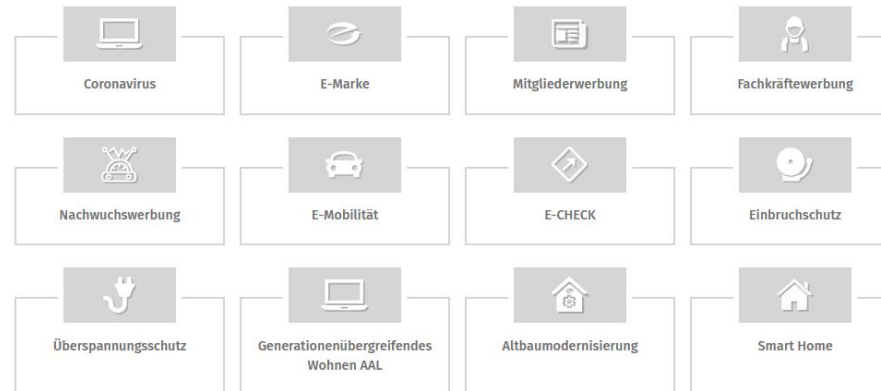 Coronavirus
E-Marke
Mitgliederwerbung
Fachkräftewerbung
Nachwuchswerbung
E-Mobilität
E-CHECK
Einbruchschutz
Überspannungsschutz
Generationenübergreifendes
Wohnen AAL
Altbaumodernisierung
Smart Home